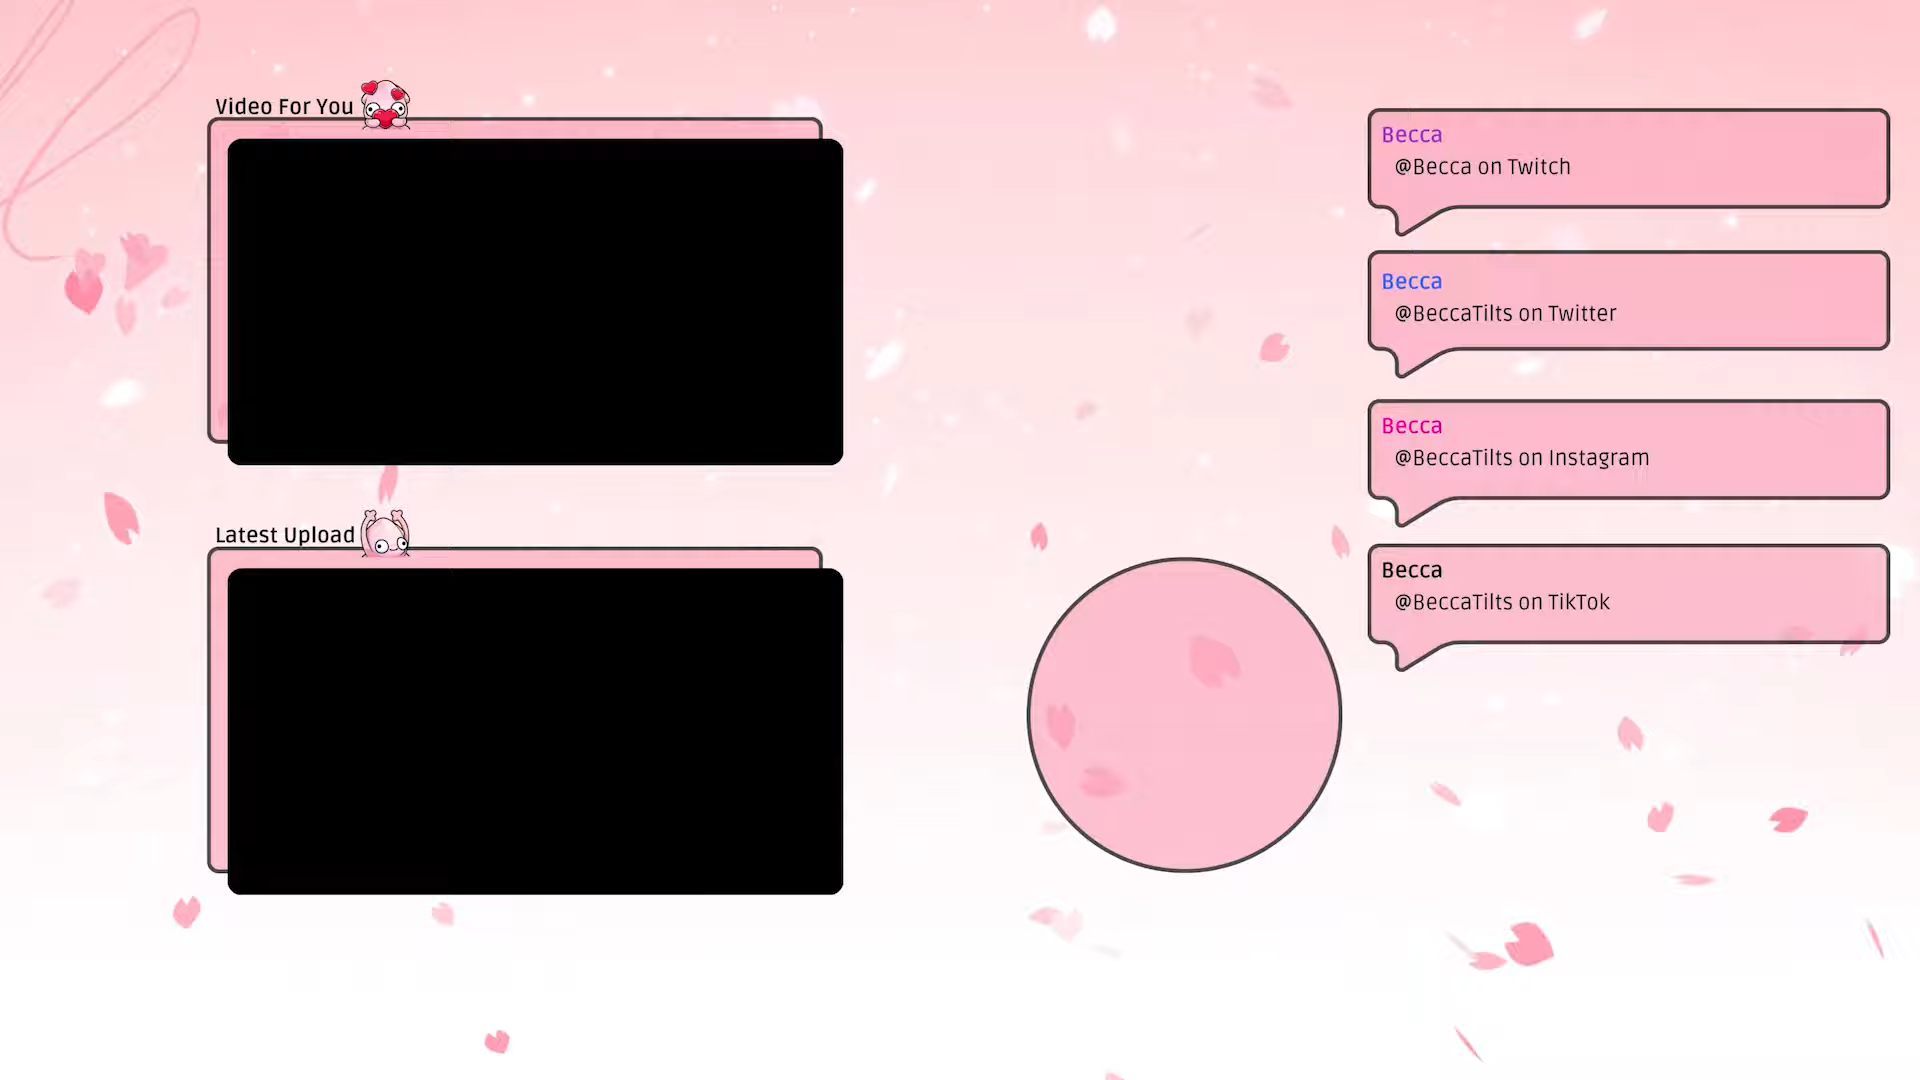 Video For You
Latest Upload
Becca
@Becca on Twitch
Becca
@BeccaTilts on Twitter
Becca
@BeccaTilts on Instagram
Becca
@BeccaTilts on TikTok